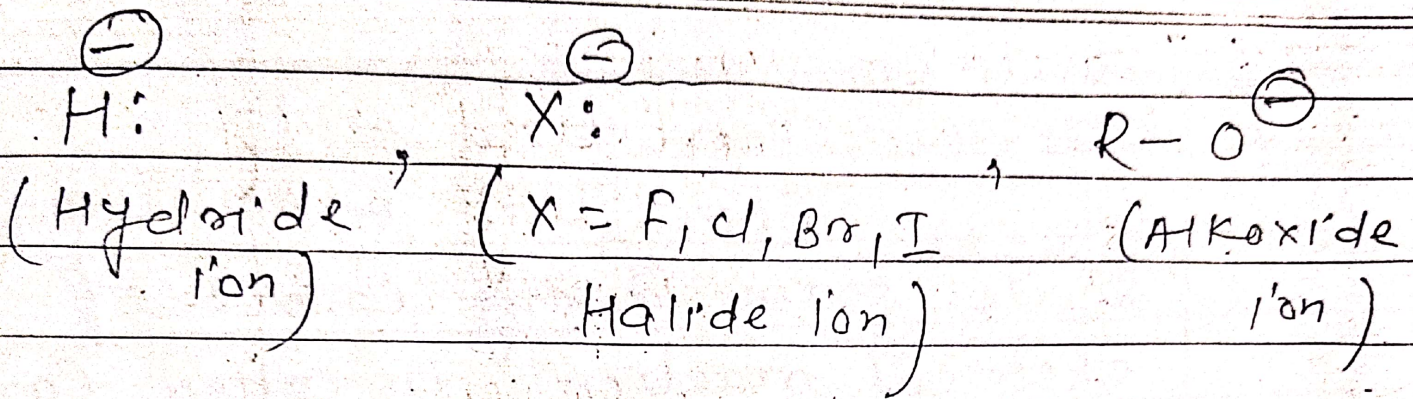 ⊖ ⊖ ⊖
H: , X: , R-O
(Hydride (X = F, Cl, Br, I (Alkoxide
ion) Halide ion) ion)